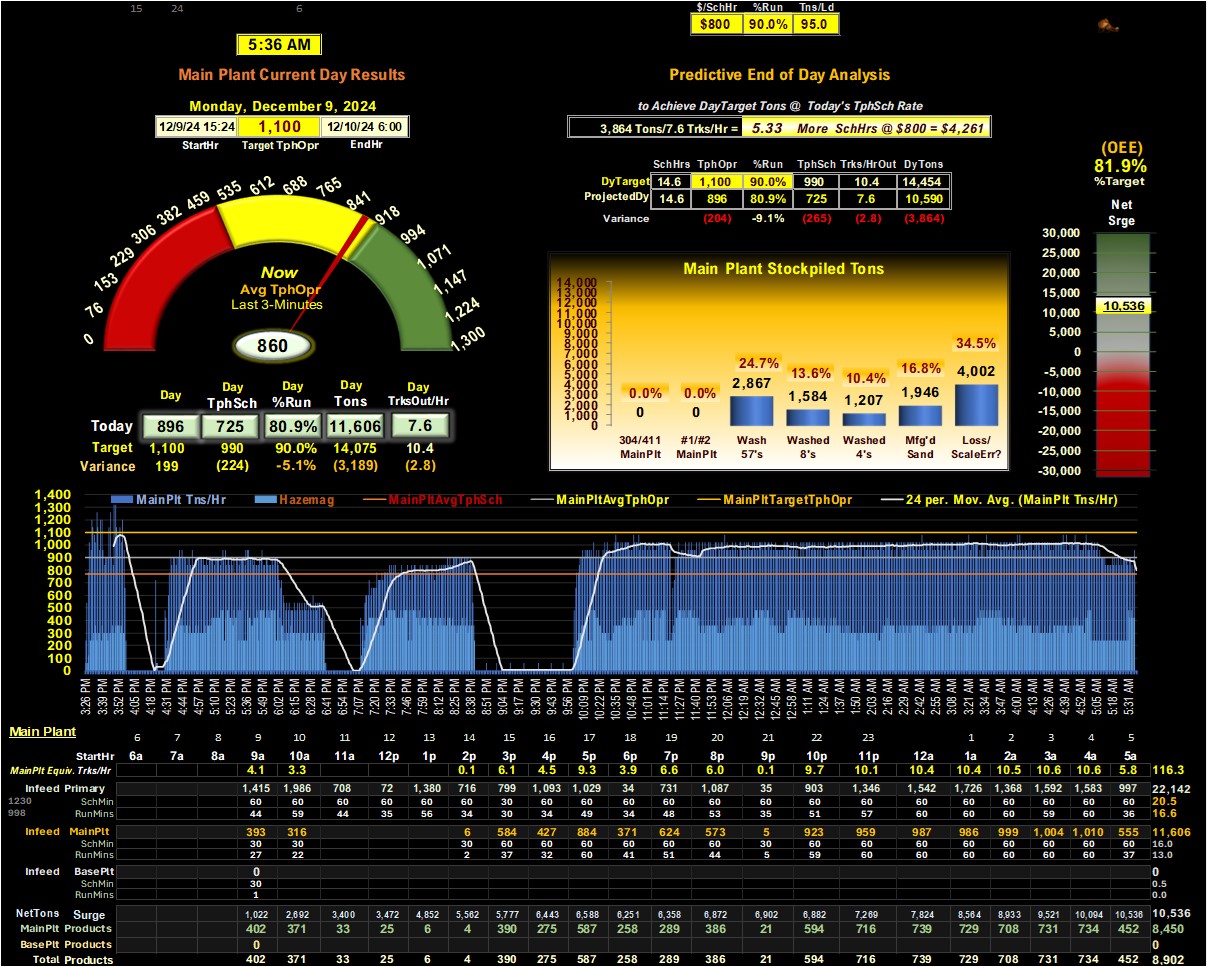 15 24 6
$/SchHr %Run Tns/Ld
$800 90.0% 95.0
5:36 AM
Main Plant Current Day Results
Predictive End of Day Analysis
Monday, December 9, 2024
12/9/24 15:24 1,100 12/10/24 6:00
StartHr Target TphOpr EndHr
to Achieve DayTarget Tons @ Today's TphSch Rate
3,864 Tons/7.6 Trks/Hr = 5.33 More SchHrs @ $800 = $4,261
(OEE)
81.9%
%Target
SchHrs TphOpr %Run TphSch Trks/HrOut DyTons
DyTarget 14.6 1,100 90.0% 990 10.4 14,454
ProjectedDy 14.6 896 80.9% 725 7.6 10,590
Variance (204) -9.1% (265) (2.8) (3,864)
0 76 153 229 306 382 459 535 612 688 765 841 918 994 1,071 1,147 1,224 1,300
Now
Avg TphOpr
Last 3-Minutes
860
Net
Srge
30,000
25,000
20,000
15,000
10,536
10,000
5,000
0
-5,000
-10,000
-15,000
-20,000
-25,000
-30,000
Main Plant Stockpiled Tons
14,000
13,000
12,000
11,000
10,000
9,000
8,000
7,000
6,000
5,000
4,000
3,000
2,000
1,000
0
0.0% 0.0% 24.7% 13.6% 10.4% 16.8% 34.5%
0 0 2,867 1,584 1,207 1,946 4,002
304/411 #1/#2 Wash Washed Washed Mfg'd Loss/
MainPlt MainPlt 57's 8's 4's Sand ScaleErr?
Day Day TphSch Day %Run Day Tons Day TrksOut/Hr
Today 896 725 80.9% 11,606 7.6
Target 1,100 990 90.0% 14,075 10.4
Variance 199 (224) -5.1% (3,189) (2.8)
MainPlt Tns/Hr Hazemag MainPltAvgTphSch MainPltAvgTphOpr MainPltTargetTphOpr 24 per. Mov. Avg. (MainPlt Tns/Hr)
1,400
1,300
1,200
1,100
1,000
900
800
700
600
500
400
300
200
100
0
3:26 PM 3:39 PM 3:52 PM 4:05 PM 4:18 PM 4:31 PM 4:44 PM 4:57 PM 5:10 PM 5:23 PM 5:36 PM 5:49 PM 6:02 PM 6:15 PM 6:28 PM 6:41 PM 6:54 PM 7:07 PM 7:20 PM 7:33 PM 7:46 PM 7:59 PM 8:12 PM 8:25 PM 8:38 PM 8:51 PM 9:04 PM 9:17 PM 9:30 PM 9:43 PM 9:56 PM 10:09 PM 10:22 PM 10:35 PM 10:48 PM 11:01 PM 11:14 PM 11:27 PM 11:40 PM 11:53 PM 12:06 AM 12:19 AM 12:32 AM 12:45 AM 12:58 AM 1:11 AM 1:24 AM 1:37 AM 1:50 AM 2:03 AM 2:16 AM 2:29 AM 2:42 AM 2:55 AM 3:08 AM 3:21 AM 3:34 AM 3:47 AM 4:00 AM 4:13 AM 4:26 AM 4:39 AM 4:52 AM 5:05 AM 5:18 AM 5:31 AM
Main Plant
6 7 8 9 10 11 12 13 14 15 16 17 18 19 20 21 22 23 1 2 3 4 5
StartHr 6a 7a 8a 9a 10a 11a 12p 1p 2p 3p 4p 5p 6p 7p 8p 9p 10p 11p 12a 1a 2a 3a 4a 5a
MainPlt Equiv. Trks/Hr 4.1 3.3 0.1 6.1 4.5 9.3 3.9 6.6 6.0 0.1 9.7 10.1 10.4 10.4 10.5 10.6 10.6 5.8 116.3
Infeed Primary 1,415 1,986 708 72 1,380 716 799 1,093 1,029 34 731 1,087 35 903 1,346 1,542 1,726 1,368 1,592 1,583 997 22,142
1230 SchMin 60 60 60 60 60 60 30 60 60 60 60 60 60 60 60 60 60 60 60 60 60 20.5
998 RunMins 44 59 44 35 56 34 30 34 49 34 48 53 35 51 57 60 60 60 59 60 36 16.6
Infeed MainPlt 393 316 6 584 427 884 371 624 573 5 923 959 987 986 999 1,004 1,010 555 11,606
SchMin 30 30 30 60 60 60 60 60 60 30 60 60 60 60 60 60 60 60 16.0
RunMins 27 22 2 37 32 60 41 51 44 5 59 60 60 60 60 60 60 37 13.0
Infeed BasePlt 0 0
SchMin 30 0.5
RunMins 1 0.0
NetTons Surge 1,022 2,692 3,400 3,472 4,852 5,562 5,777 6,443 6,588 6,251 6,358 6,872 6,902 6,882 7,269 7,824 8,564 8,933 9,521 10,094 10,536 10,536
MainPlt Products 402 371 33 25 6 4 390 275 587 258 289 386 21 594 716 739 729 708 731 734 452 8,450
BasePlt Products 0 0
Total Products 402 371 33 25 6 4 390 275 587 258 289 386 21 594 716 739 729 708 731 734 452 8,902